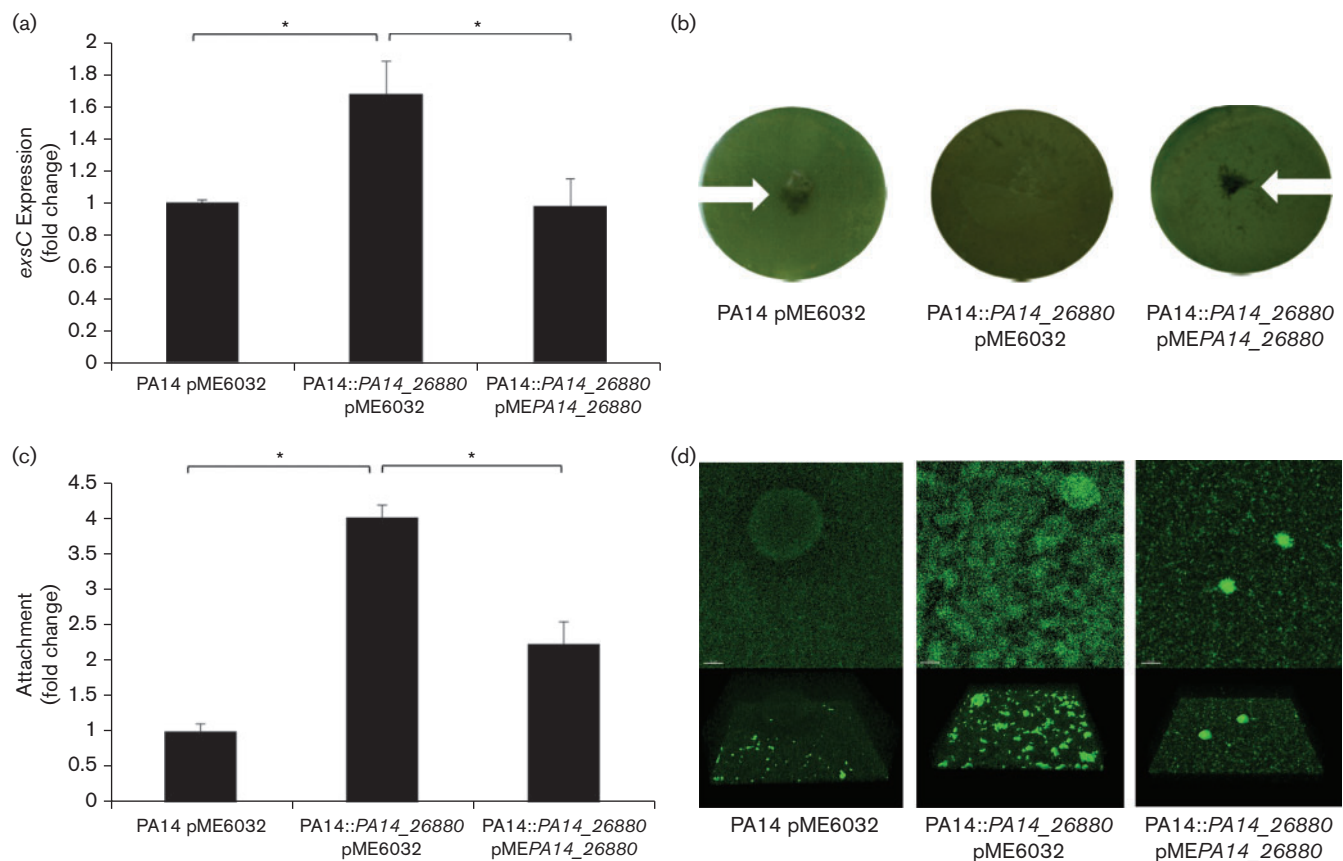 (a)
exsC Expression
(fold change)
2
1.8
1.6
1.4
1.2
1
0.8
0.6
0.4
0.2
0
*
*
PA14 pME6032
PA14::PA14_26880
pME6032
PA14::PA14_26880
pMEPA14_26880
(b)
PA14 pME6032
PA14::PA14_26880
pME6032
PA14::PA14_26880
pMEPA14_26880
(c)
Attachment
(fold change)
4.5
4
3.5
3
2.5
2
1.5
1
0.5
0
*
*
PA14 pME6032
PA14::PA14_26880
pME6032
PA14::PA14_26880
pMEPA14_26880
(d)
PA14 pME6032
PA14::PA14_26880
pME6032
PA14::PA14_26880
pMEPA14_26880